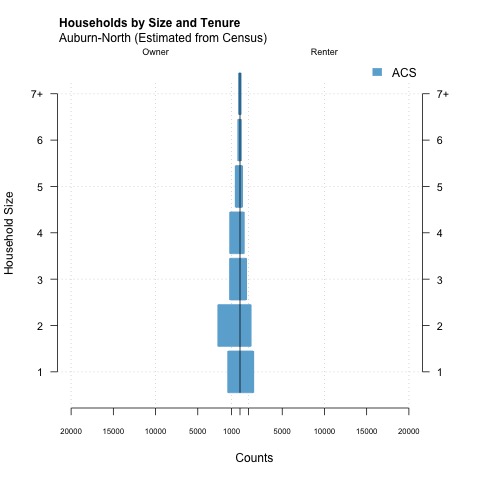 Households by Size and Tenure
Auburn-North (Estimated from Census)
Owner Renter
ACS
7+ 7+
6 6
5 5
4 4
3 3
2 2
1 1
Household Size
20000 15000 10000 5000 1000 5000 10000 15000 20000
Counts